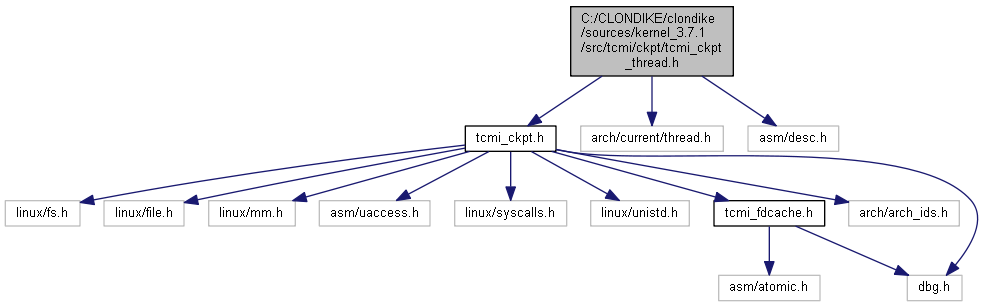 C:/CLONDIKE/clondike
/sources/kernel_3.7.1
/src/tcmi/ckpt/tcmi_ckpt
_thread.h
tcmi_ckpt.h
arch/current/thread.h
asm/desc.h
linux/fs.h
linux/file.h
linux/mm.h
asm/uaccess.h
linux/syscalls.h
linux/unistd.h
tcmi_fdcache.h
arch/arch_ids.h
asm/atomic.h
dbg.h